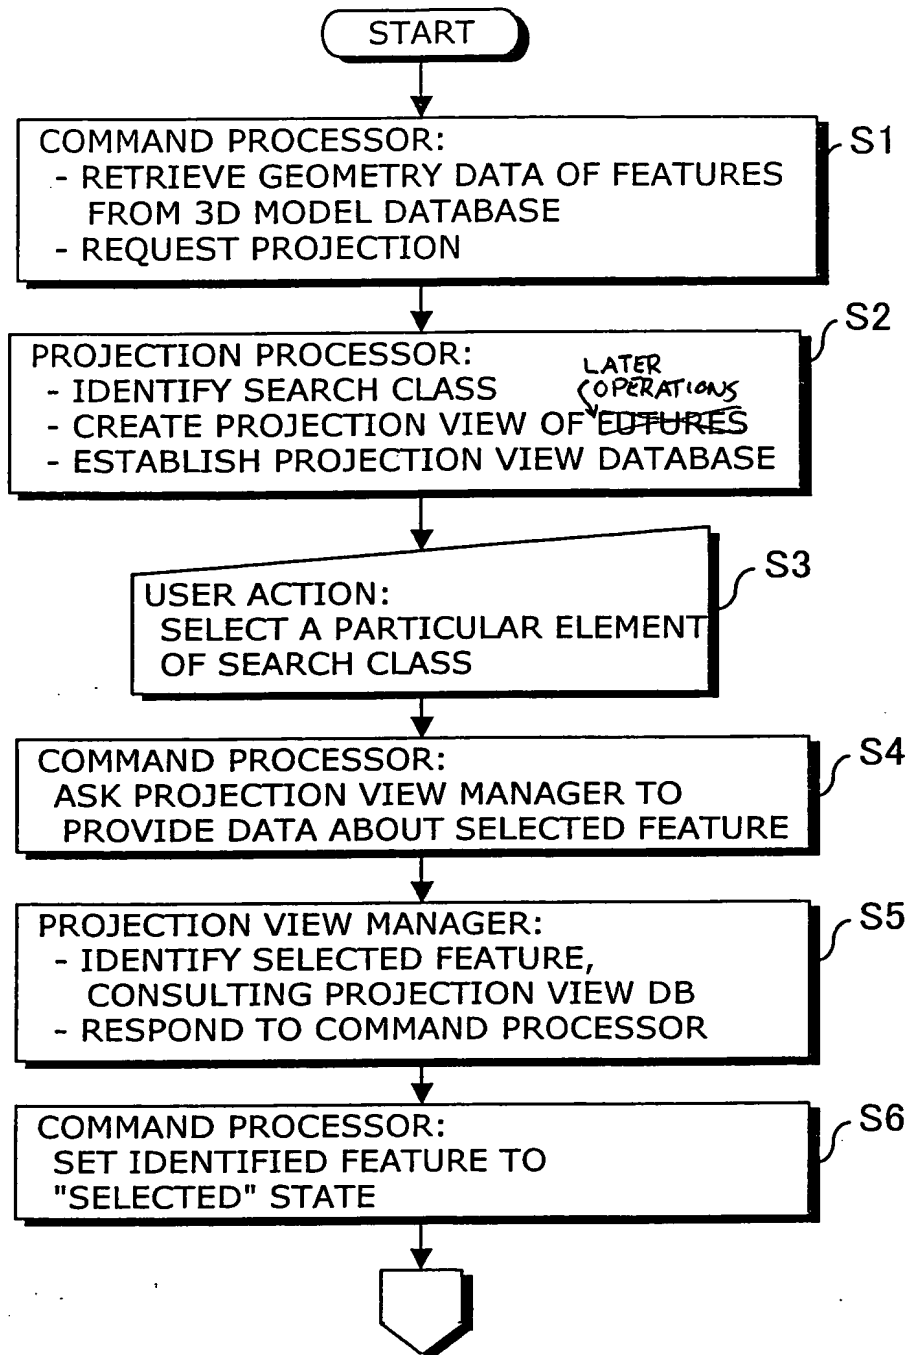 START
COMMAND PROCESSOR:
- RETRIEVE GEOMETRY DATA OF FEATURES
FROM 3D MODEL DATABASE
- REQUEST PROJECTION
S1
PROJECTION PROCESSOR:
- IDENTIFY SEARCH CLASS
LATER
OPERATIONS
- CREATE PROJECTION VIEW OF FUTURES
- ESTABLISH PROJECTION VIEW DATABASE
S2
USER ACTION:
SELECT A PARTICULAR ELEMENT
OF SEARCH CLASS
S3
COMMAND PROCESSOR:
ASK PROJECTION VIEW MANAGER TO
PROVIDE DATA ABOUT SELECTED FEATURE
S4
PROJECTION VIEW MANAGER:
- IDENTIFY SELECTED FEATURE,
CONSULTING PROJECTION VIEW DB
- RESPOND TO COMMAND PROCESSOR
S5
COMMAND PROCESSOR:
SET IDENTIFIED FEATURE TO
"SELECTED" STATE
S6